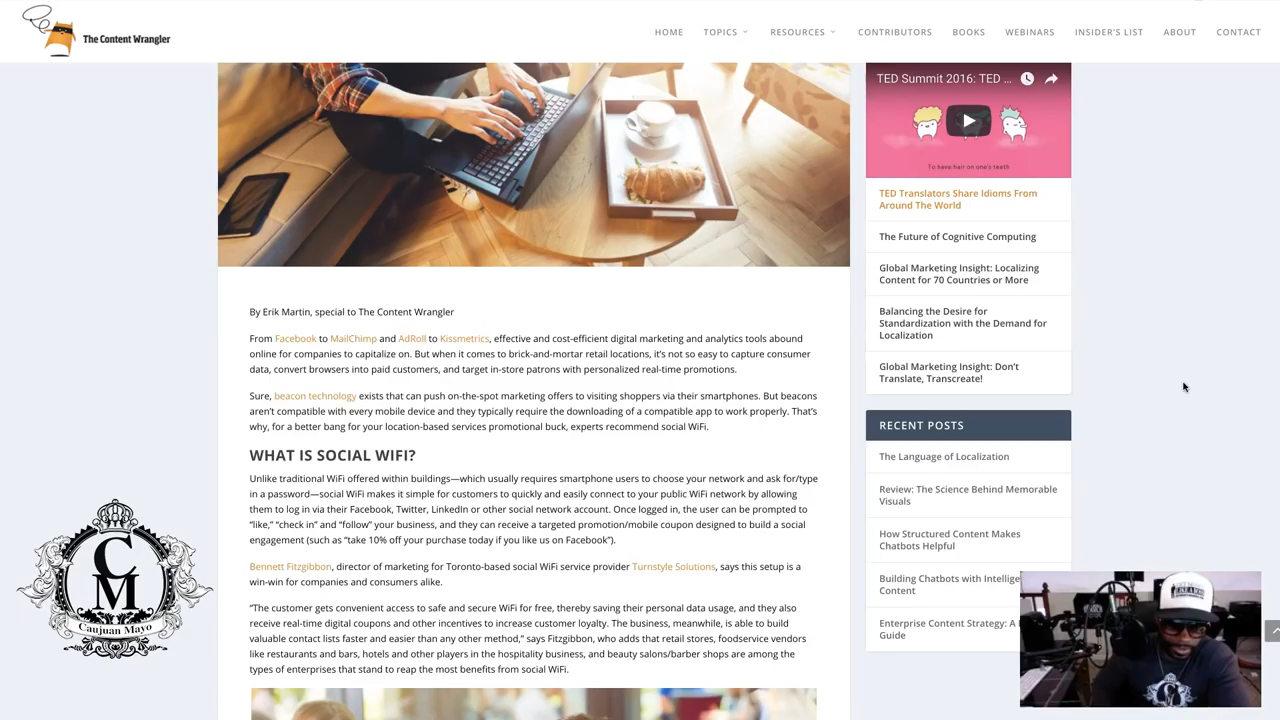 The Content Wrangler
HOME
TOPICS
RESOURCES
CONTRIBUTORS
BOOKS
WEBINARS
INSIDER'S LIST
ABOUT
CONTACT
By Erik Martin, special to The Content Wrangler
From Facebook to MailChimp and AdRoll to Kissmetrics, effective and cost-efficient digital marketing and analytics tools abound
online for companies to capitalize on. But when it comes to brick-and-mortar retail locations, it's not so easy to capture consumer
data, convert browsers into paid customers, and target in-store patrons with personalized real-time promotions.
Sure, beacon technology exists that can push on-the-spot marketing offers to visiting shoppers via their smartphones. But beacons
aren't compatible with every mobile device and they typically require the downloading of a compatible app to work properly. That's
why, for a better bang for your location-based services promotional buck, experts recommend social WiFi.
WHAT IS SOCIAL WIFI?
Unlike traditional WiFi offered within buildings—which usually requires smartphone users to choose your network and ask for/type
in a password—social WiFi makes it simple for customers to quickly and easily connect to your public WiFi network by allowing
them to log in via their Facebook, Twitter, LinkedIn or other social network account. Once logged in, the user can be prompted to
“like,” “check in” and “follow” your business, and they can receive a targeted promotion/mobile coupon designed to build a social
engagement (such as “take 10% off your purchase today if you like us on Facebook”).
Bennett Fitzgibbon, director of marketing for Toronto-based social WiFi service provider Turnstyle Solutions, says this setup is a
win-win for companies and consumers alike.
“The customer gets convenient access to safe and secure WiFi for free, thereby saving their personal data usage, and they also
receive real-time digital coupons and other incentives to increase customer loyalty. The business, meanwhile, is able to build
valuable contact lists faster and easier than any other method,” says Fitzgibbon, who adds that retail stores, foodservice vendors
like restaurants and bars, hotels and other players in the hospitality business, and beauty salons/barber shops are among the
types of enterprises that stand to reap the most benefits from social WiFi.
TED Summit 2016: TED ...
To have hair on one's teeth
TED Translators Share Idioms From
Around The World
The Future of Cognitive Computing
Global Marketing Insight: Localizing
Content for 70 Countries or More
Balancing the Desire for
Standardization with the Demand for
Localization
Global Marketing Insight: Don't
Translate, Transcreate!
RECENT POSTS
The Language of Localization
Review: The Science Behind Memorable
Visuals
How Structured Content Makes
Chatbots Helpful
Building Chatbots with Intellige
Content
Enterprise Content Strategy: A
Guide
C
M
Caujuan Mayo